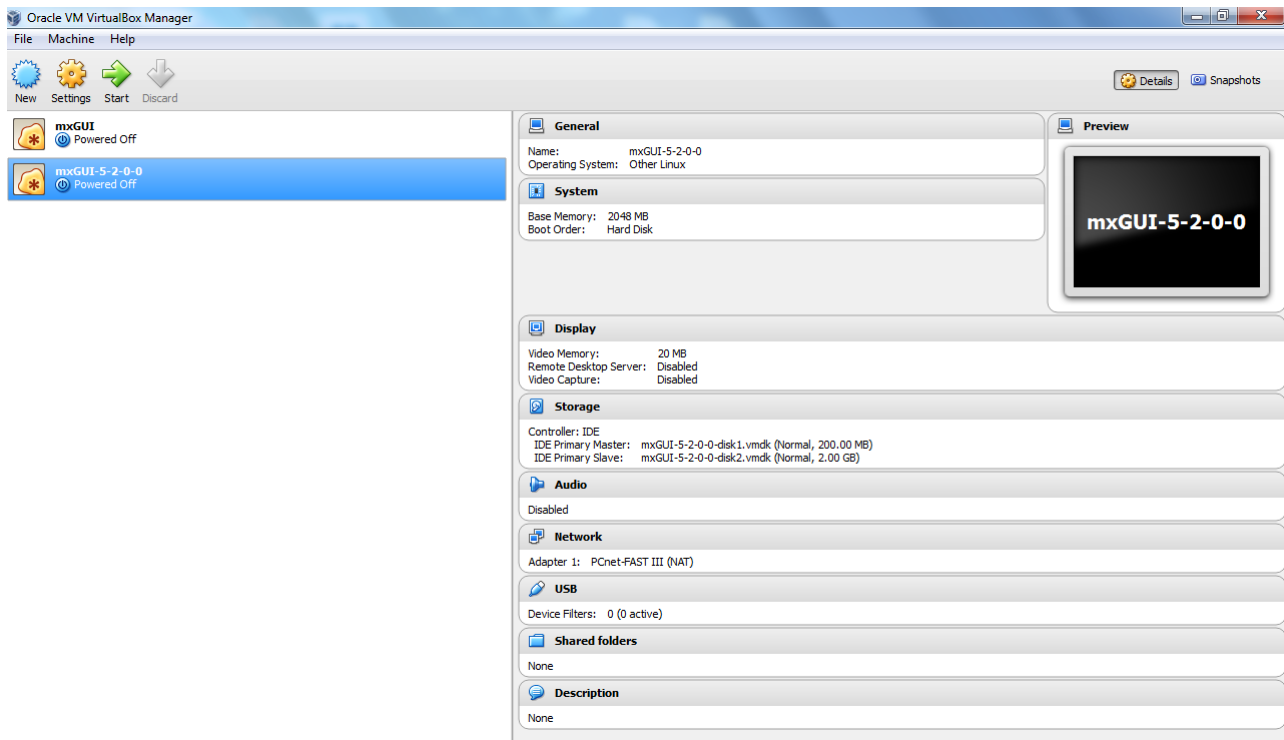 Oracle VM VirtualBox Manager
File Machine Help
New Settings Start Discard
Details Snapshots
mxGUI
Powered Off
mxGUI-5-2-0-0
Powered Off
General
Name: mxGUI-5-2-0-0
Operating System: Other Linux
System
Base Memory: 2048 MB
Boot Order: Hard Disk
Preview
mxGUI-5-2-0-0
Display
Video Memory: 20 MB
Remote Desktop Server: Disabled
Video Capture: Disabled
Storage
Controller: IDE
IDE Primary Master: mxGUI-5-2-0-0-disk1.vmdk (Normal, 200.00 MB)
IDE Primary Slave: mxGUI-5-2-0-0-disk2.vmdk (Normal, 2.00 GB)
Audio
Disabled
Network
Adapter 1: PCnet-FAST III (NAT)
USB
Device Filters: 0 (0 active)
Shared folders
None
Description
None